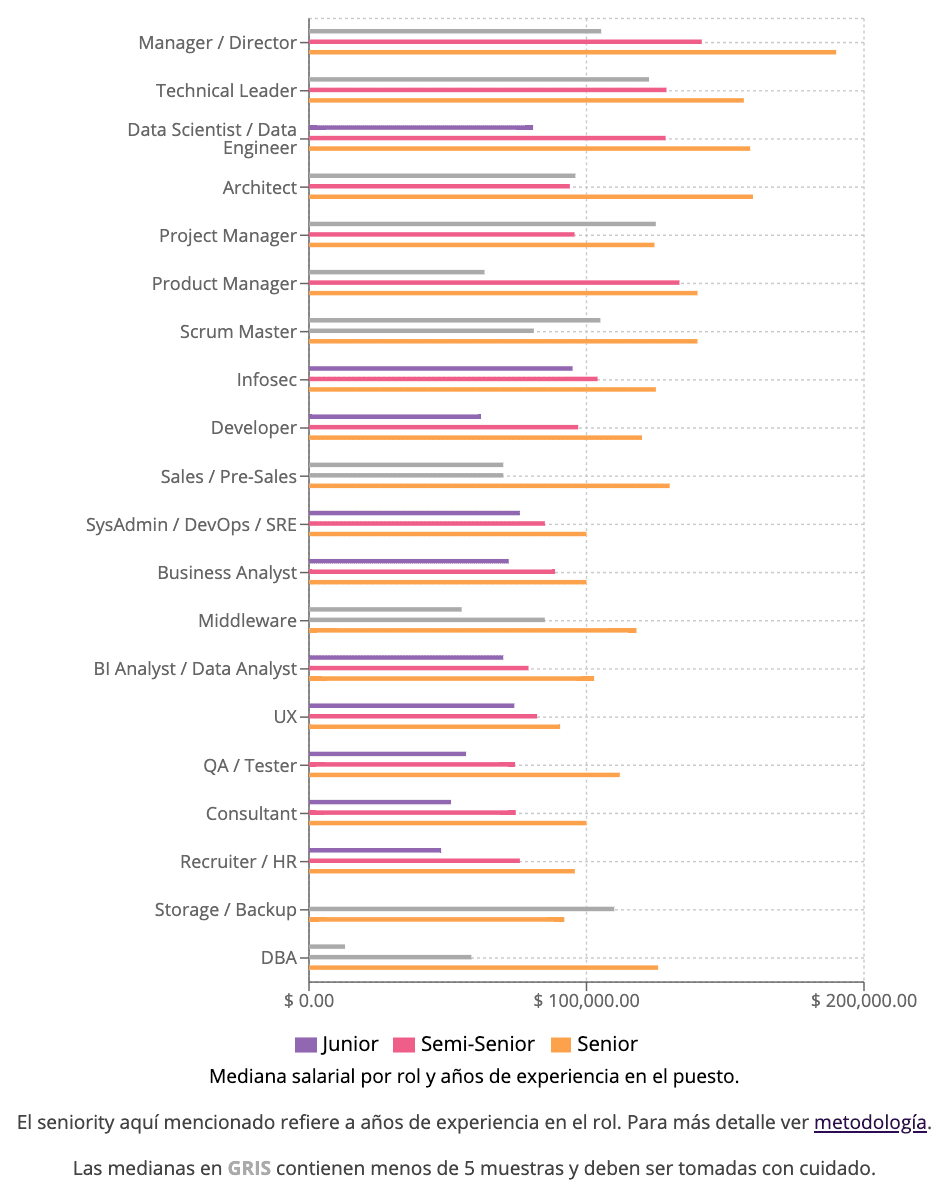 Manager / Director
Technical Leader
Data Scientist / Data
Engineer
Architect
Project Manager
Product Manager
Scrum Master
Infosec
Developer
Sales / Pre-Sales
SysAdmin / DevOps / SRE
Business Analyst
Middleware
BI Analyst / Data Analyst
UX
QA / Tester
Consultant
Recruiter / HR
Storage / Backup
DBA
$ 0.00 $ 100,000.00 $ 200,000.00
Junior Semi-Senior Senior
Mediana salarial por rol y años de experiencia en el puesto.
El seniority aquí mencionado refiere a años de experiencia en el rol. Para más detalle ver metodología.
Las medianas en GRIS contienen menos de 5 muestras y deben ser tomadas con cuidado.